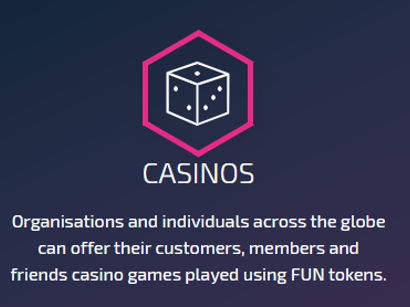 CASINOS
Organisations and individuals across the globe
can offer their customers, members and
friends casino games played using FUN tokens.